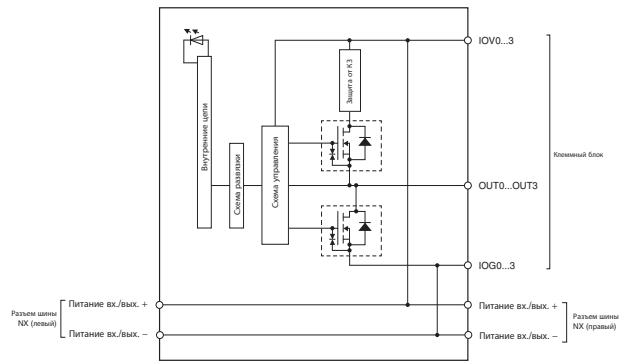 IOV0...3
Защита от КЗ
Внутренние цепи
Схема развязки
Схема управления
Клеммный блок
OUT0...OUT3
IOG0...3
Разъем шины
NX (левый)
Питание вх./вых. +
Питание вх./вых. –
Питание вх./вых. +
Питание вх./вых. –
Разъем шины
NX (правый)